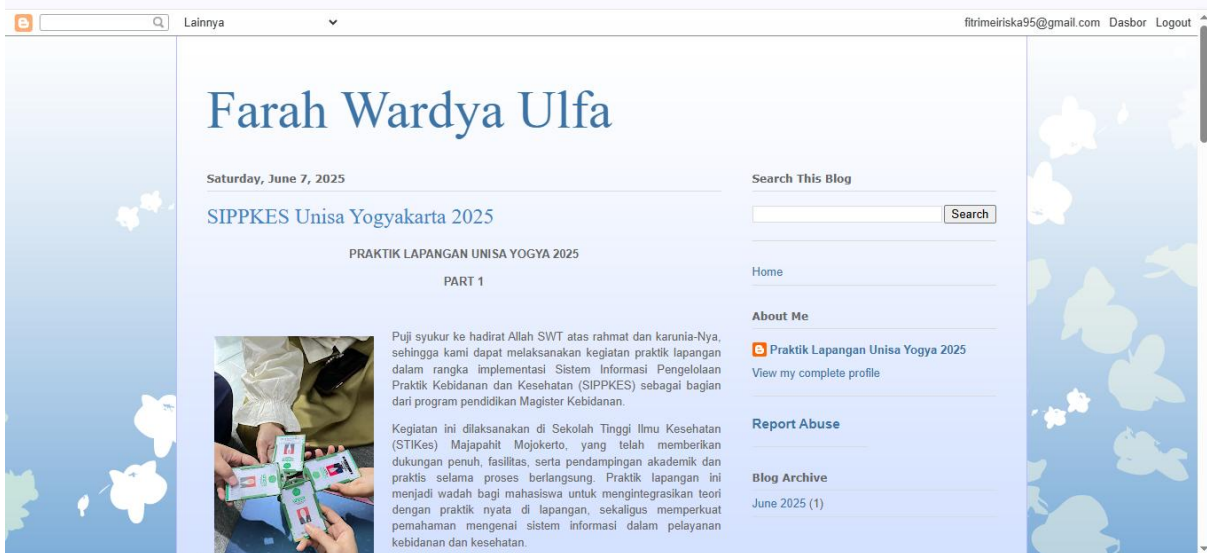 Lainnya
fitrimeiriska95@gmail.com Dasbor Logout
Farah Wardya Ulfa
Saturday, June 7, 2025
SIPPKES Unisa Yogyakarta 2025
PRAKTIK LAPANGAN UNISA YOGYA 2025
PART 1
Puji syukur ke hadirat Allah SWT atas rahmat dan karunia-Nya,
sehingga kami dapat melaksanakan kegiatan praktik lapangan
dalam rangka implementasi Sistem Informasi Pengelolaan
Praktik Kebidanan dan Kesehatan (SIPPKES) sebagai bagian
dari program pendidikan Magister Kebidanan.
Kegiatan ini dilaksanakan di Sekolah Tinggi Ilmu Kesehatan
(STIKes) Majapahit Mojokerto, yang telah memberikan
dukungan penuh, fasilitas, serta pendampingan akademik dan
praktis selama proses berlangsung. Praktik lapangan ini
menjadi wadah bagi mahasiswa untuk mengintegrasikan teori
dengan praktik nyata di lapangan, sekaligus memperkuat
pemahaman mengenai sistem informasi dalam pelayanan
kebidanan dan kesehatan.
Search This Blog
Search
Home
About Me
Praktik Lapangan Unisa Yogya 2025
View my complete profile
Report Abuse
Blog Archive
June 2025 (1)